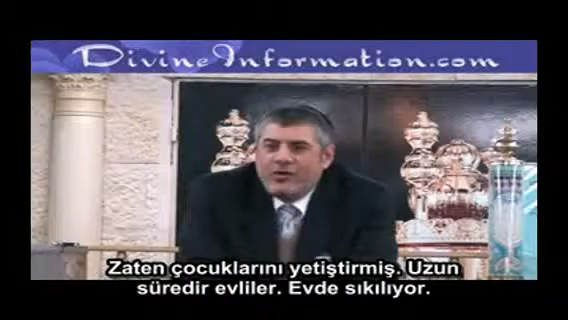 DivineInformation.com
Zaten çocuklarını yetiştirmiş. Uzun
süredir evliler. Evde sıkılıyor.